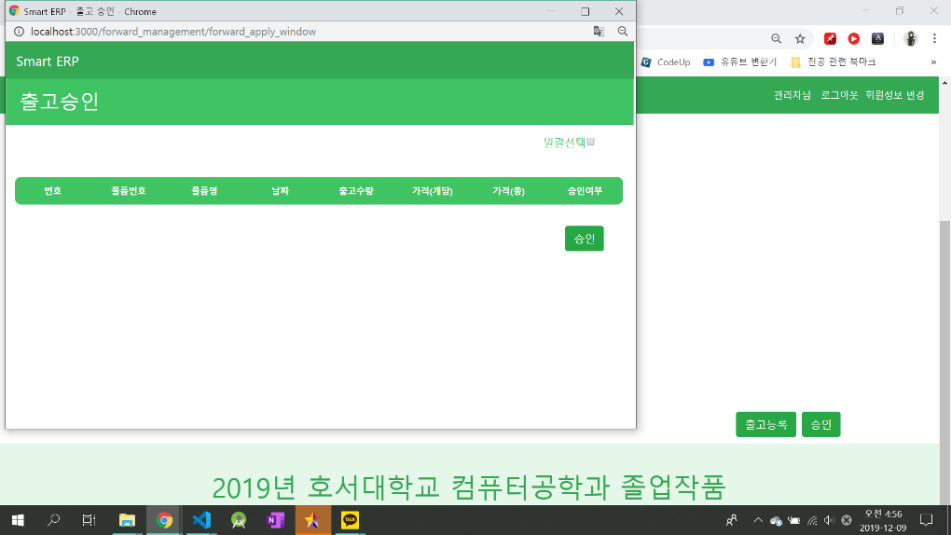 Smart ERP - 출고 승인 - Chrome
localhost:3000/forward_management/forward_apply_window
Smart ERP
출고승인
일괄선택
번호 물품번호 물품명 날짜 출고수량 가격(개당) 가격(총) 승인여부
승인
CodeUp 유튜브 변환기 전공 관련 북마크 »
관리자님 로그아웃 회원정보 변경
출고등록 승인
2019년 호서대학교 컴퓨터공학과 졸업작품
N
TALK
오전 4:56
2019-12-09